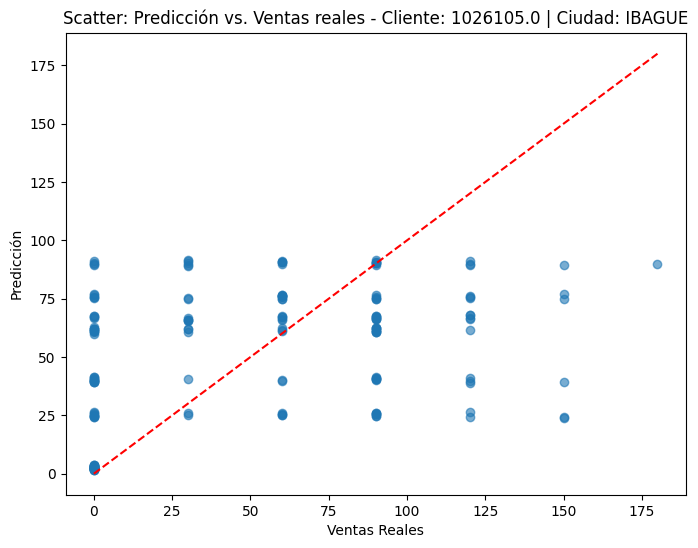 Scatter: Predicción vs. Ventas reales - Cliente: 1026105.0 | Ciudad: IBAGUE
Predicción
175
150
125
100
75
50
25
0
0 25 50 75 100 125 150 175
Ventas Reales